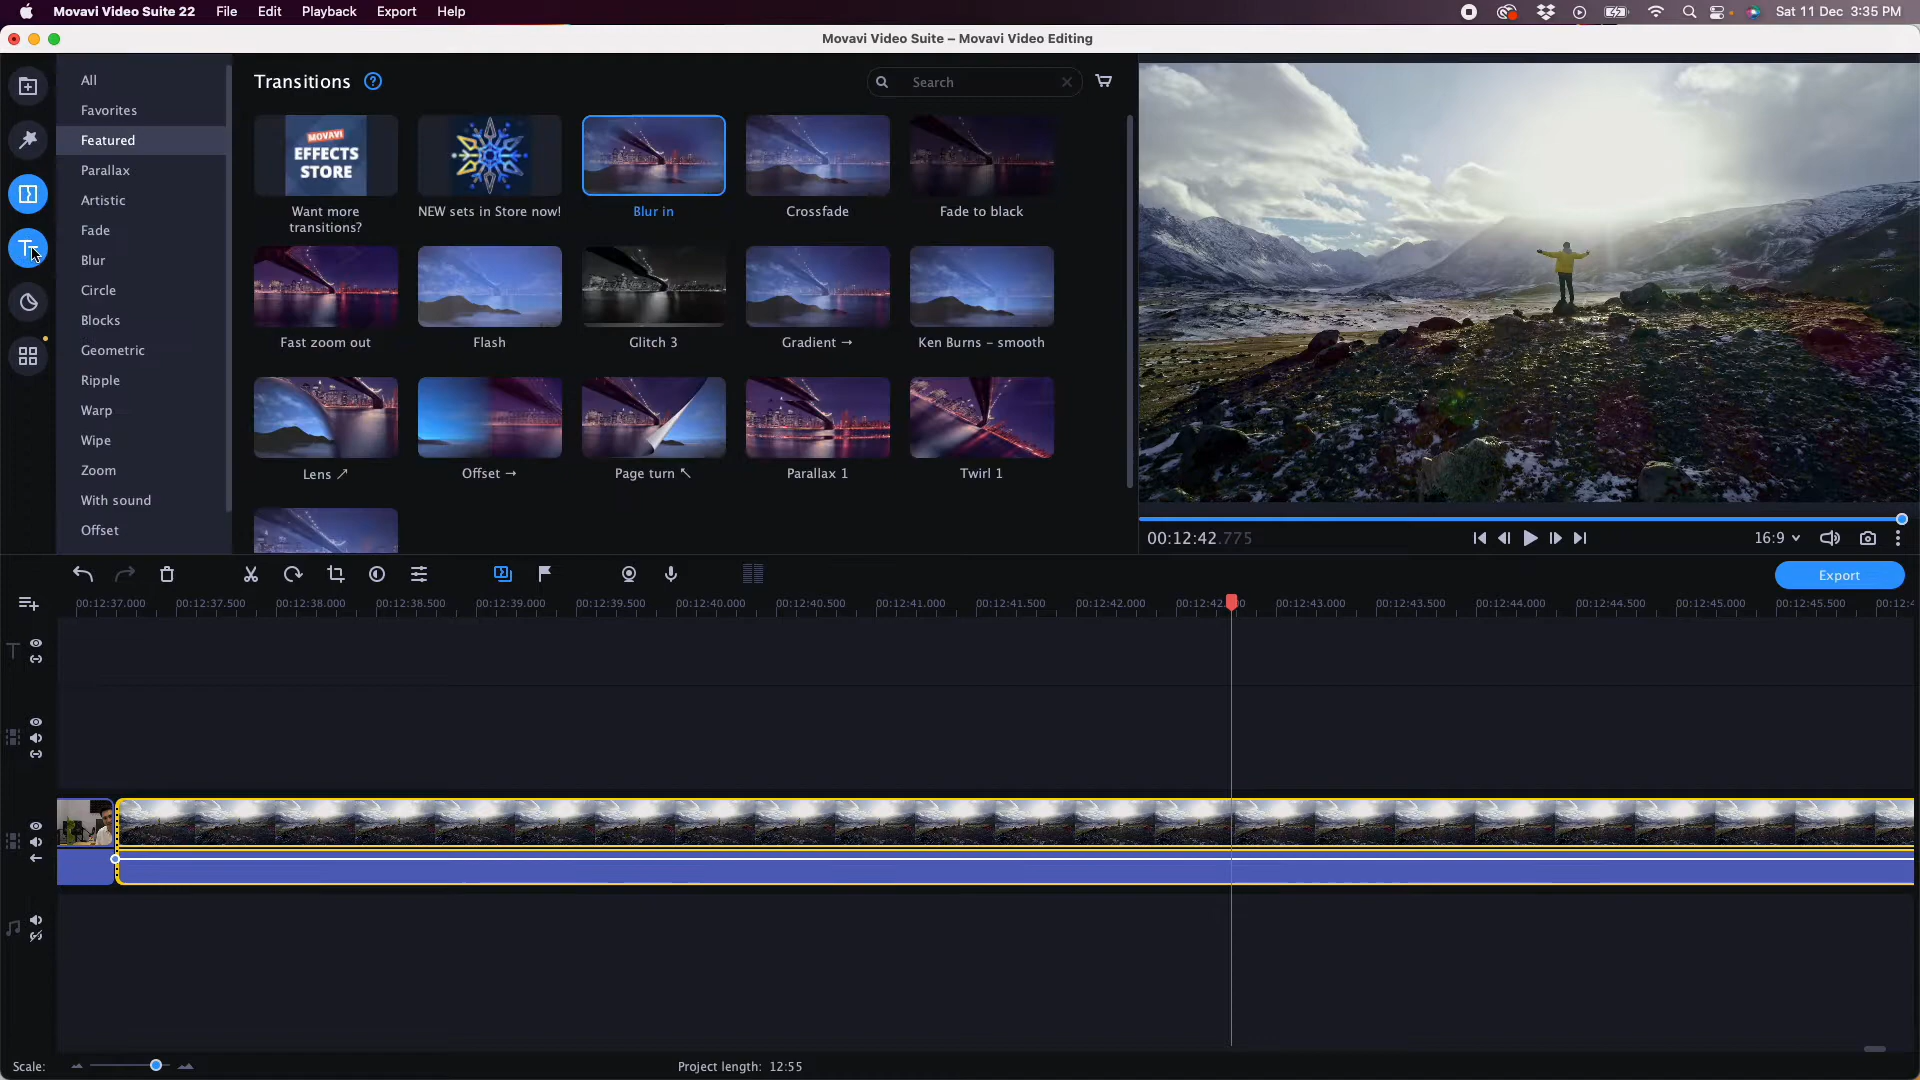 Movavi Video Suite 22 File Edit Playback Export Help Sat 11 Dec 3:35 PM
Movavi Video Suite – Movavi Video Editing
All
Favorites
Featured
Parallax
Artistic
Fade
Blur
Circle
Blocks
Geometric
Ripple
Warp
Wipe
Zoom
With sound
Offset
Transitions ?
Search
MOVAVI
EFFECTS
STORE
Want more
transitions?
NEW sets in Store now!
Blur in
Crossfade
Fade to black
Fast zoom out
Flash
Glitch 3
Gradient →
Ken Burns – smooth
Lens ↗
Offset →
Page turn ↖
Parallax 1
Twirl 1
00:12:42.775
16:9
Export
00:12:37.000 00:12:37.500 00:12:38.000 00:12:38.500 00:12:39.000 00:12:39.500 00:12:40.000 00:12:40.500 00:12:41.000 00:12:41.500 00:12:42.000 00:12:43.000 00:12:43.500 00:12:44.000 00:12:44.500 00:12:45.000 00:12:45.500
Scale:
Project length: 12:55